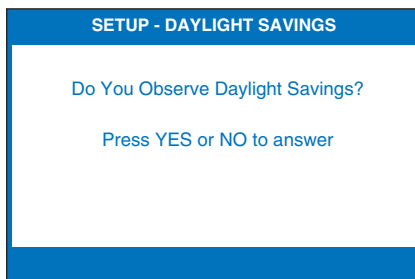 SETUP - DAYLIGHT SAVINGS
Do You Observe Daylight Savings?
Press YES or NO to answer